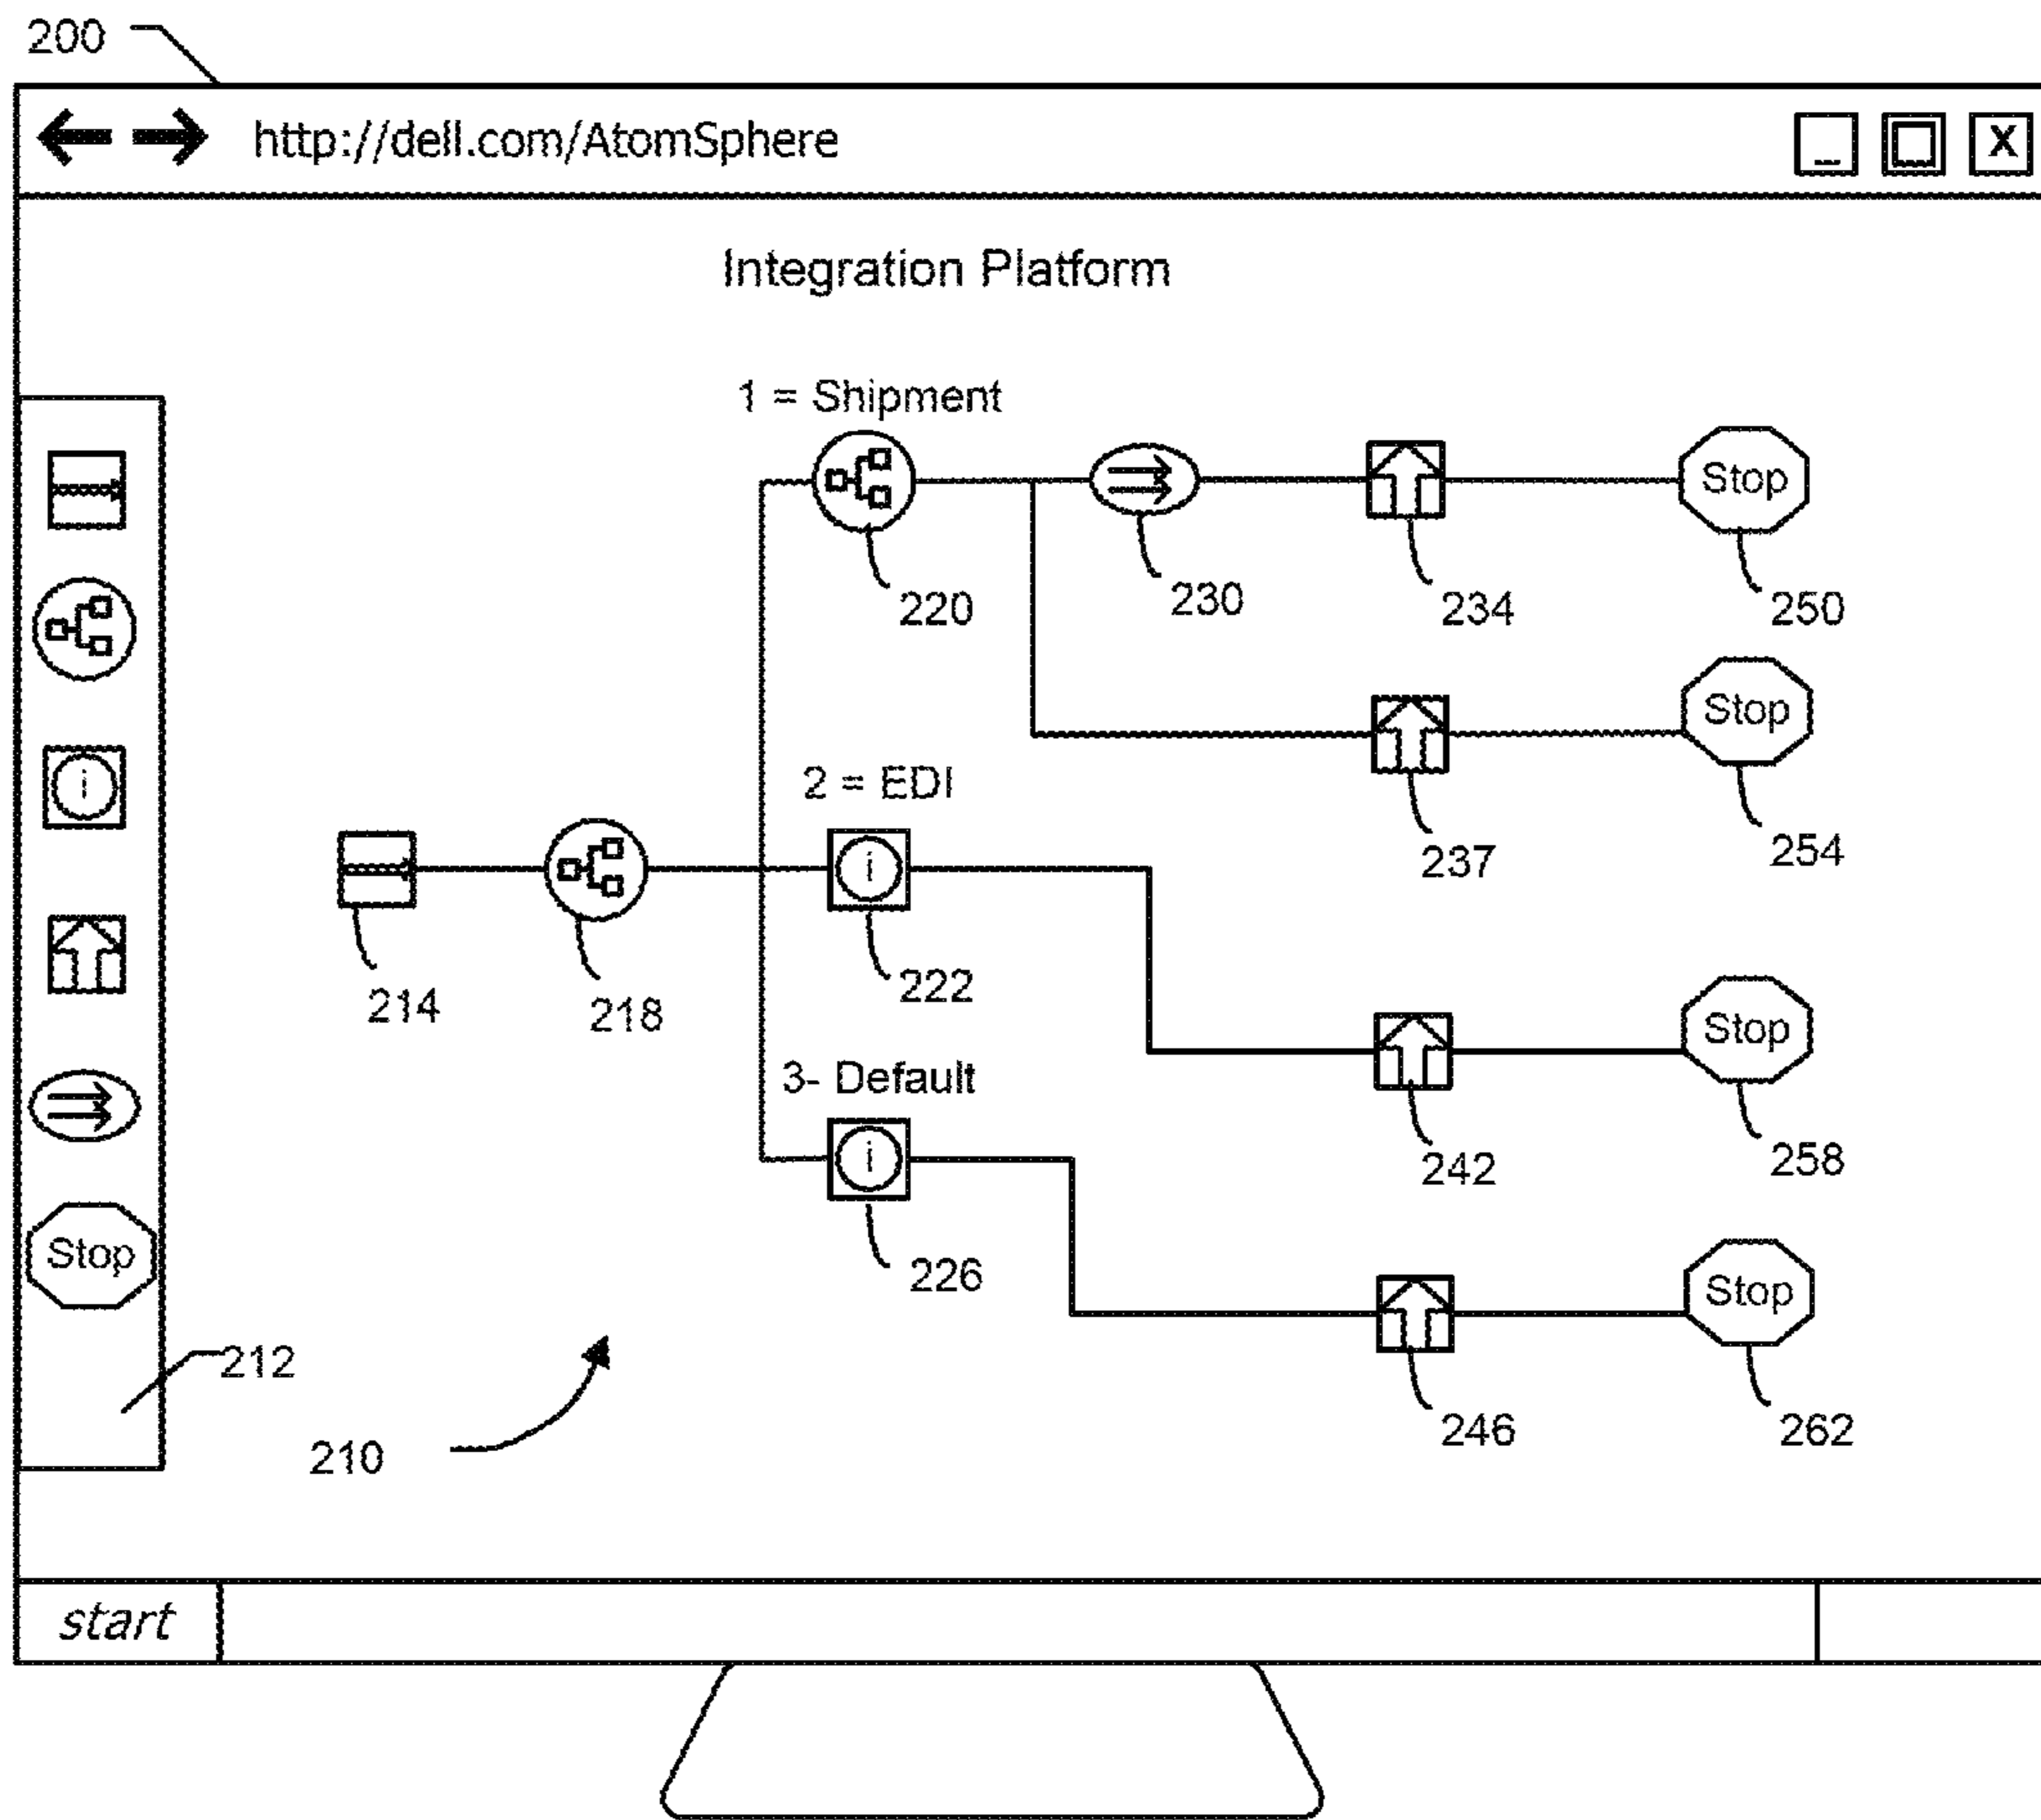 200
http://dell.com/AtomSphere
_ X
Integration Platform
1 = Shipment
Stop
220
230
234
250
i
Stop
2 = EDI
237
254
i
214
218
222
Stop
3- Default
242
258
i
Stop
226
Stop
212
246
262
210
start